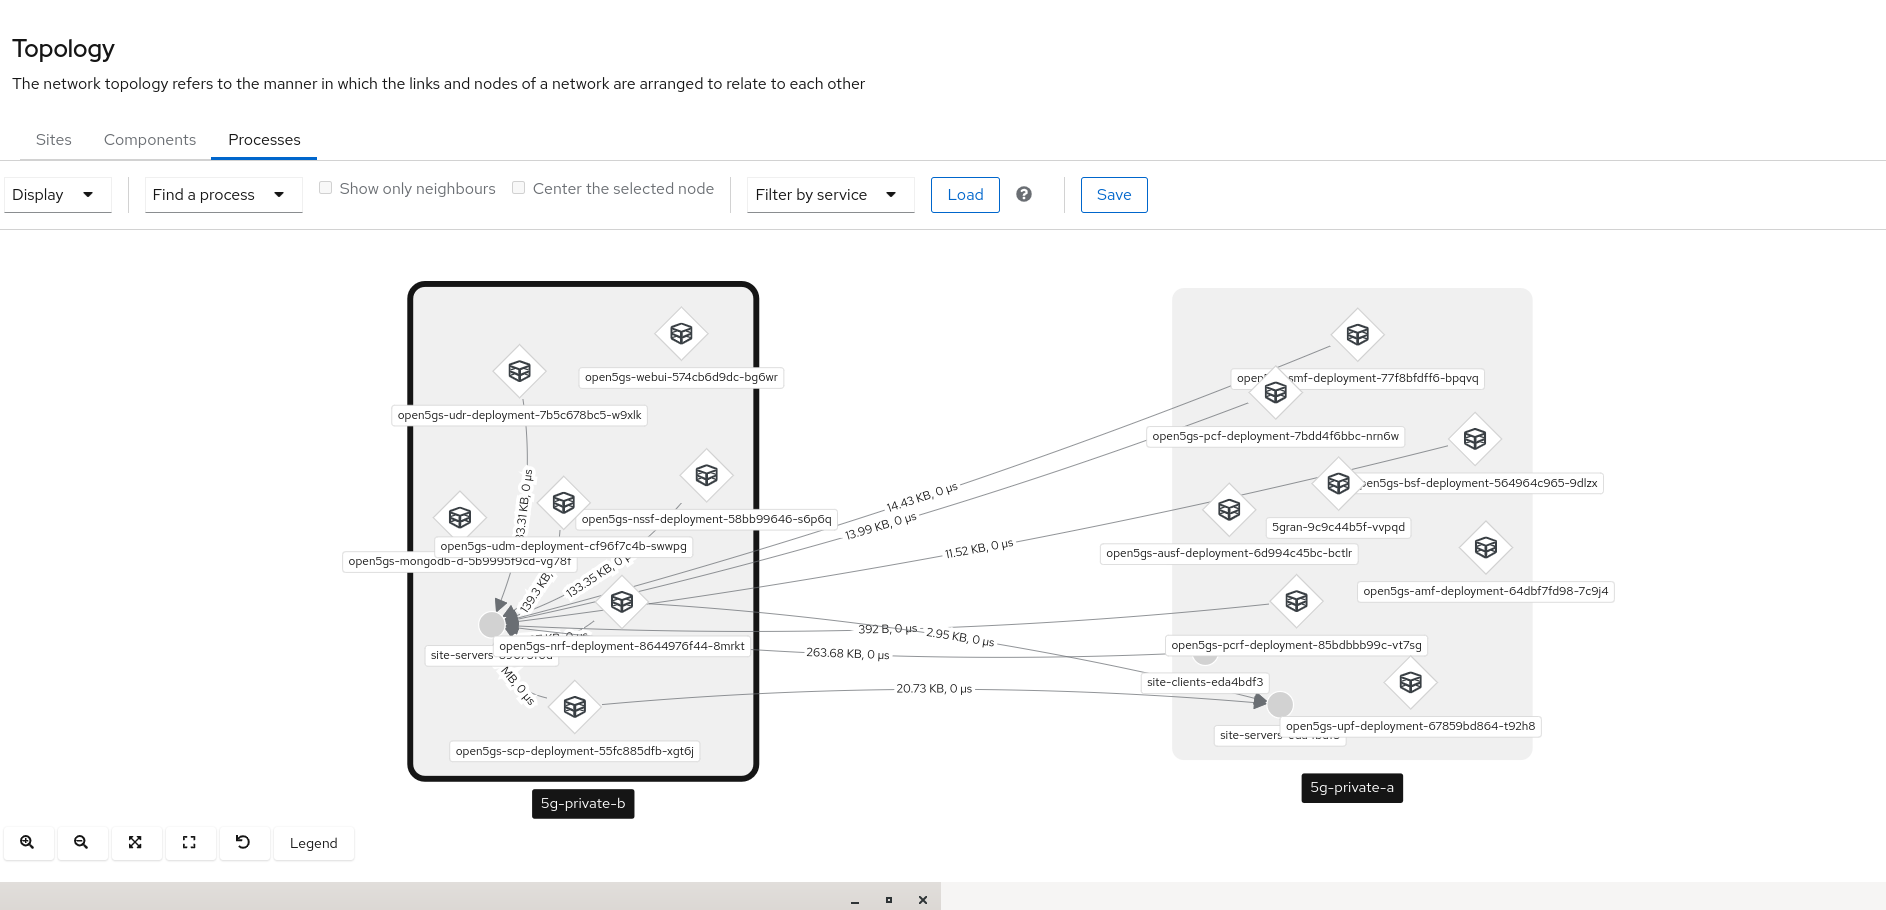 Topology
The network topology refers to the manner in which the links and nodes of a network are arranged to relate to each other
Sites
Components
Processes
Display
Find a process
Show only neighbours
Center the selected node
Filter by service
Load
Save
open5gs-webui-574cb6d9dc-bg6wr
open5gs-udr-deployment-7b5c678bc5-w9xlk
open5gs-nssf-deployment-58bb99646-s6p6q
open5gs-udm-deployment-cf96f7c4b-swwpg
open5gs-mongodb-d-5b9995f9cd-vg78f
0 µs
139.3 KB,
133.35 KB, 0 µ
open5gs-nrf-deployment-8644976f44-8mrkt
site-servers
MB, 0 µs
open5gs-scp-deployment-55fc885dfb-xgt6j
5g-private-b
14.43 KB, 0 µs
13.99 KB, 0 µs
11.52 KB, 0 µs
392 B, 0 µs
2.95 KB, 0 µs
263.68 KB, 0 µs
20.73 KB, 0 µs
smf-deployment-77f8bfdff6-bpqvq
open5gs-pcf-deployment-7bdd4f6bbc-nrn6w
pen5gs-bsf-deployment-564964c965-9dlzx
5gran-9c9c44b5f-vvpqd
open5gs-ausf-deployment-6d994c45bc-bctlr
open5gs-amf-deployment-64dbf7fd98-7c9j4
open5gs-pcrf-deployment-85bdbbb99c-vt7sg
site-clients-eda4bdf3
open5gs-upf-deployment-67859bd864-t92h8
site-servers
5g-private-a
Legend